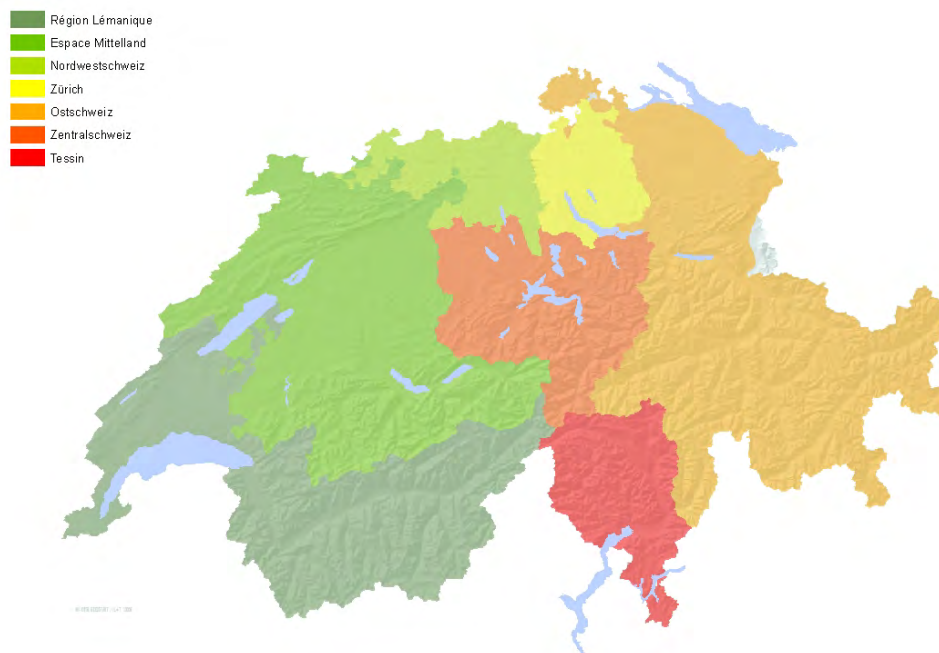 Région Lémanique
Espace Mittelland
Nordwestschweiz
Zürich
Ostschweiz
Zentralschweiz
Tessin